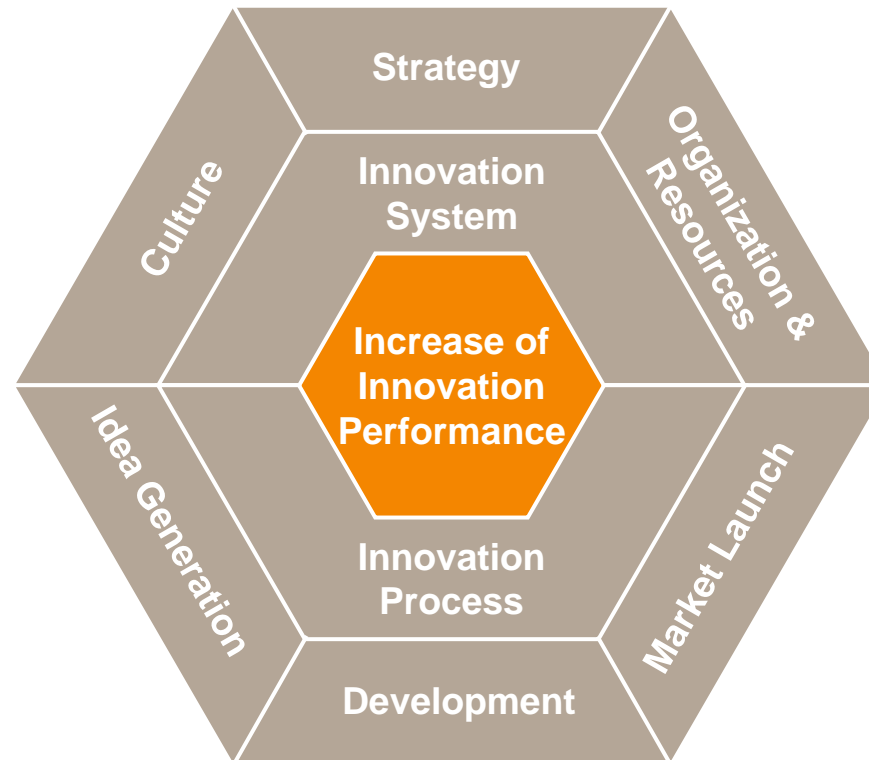 Strategy
Culture
Organization &
Resources
Innovation
System
Increase of
Innovation
Performance
Idea Generation
Innovation
Process
Market Launch
Development